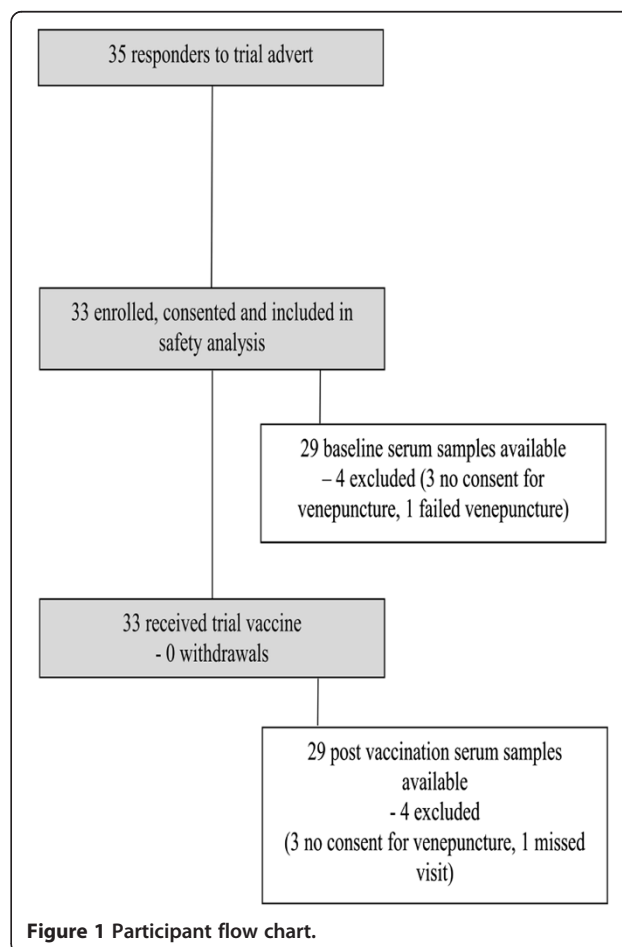 35 responders to trial advert
33 enrolled, consented and included in
safety analysis
29 baseline serum samples available
– 4 excluded (3 no consent for
venepuncture, 1 failed venepuncture)
33 received trial vaccine
- 0 withdrawals
29 post vaccination serum samples
available
- 4 excluded
(3 no consent for venepuncture, 1 missed
visit)
Figure 1 Participant flow chart.